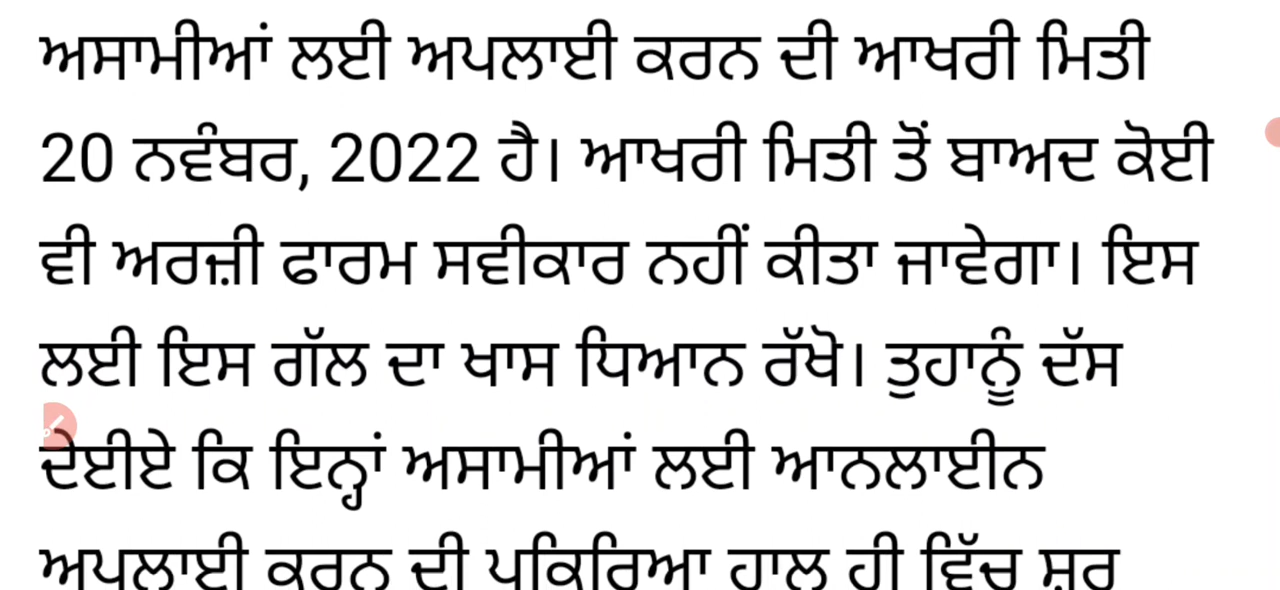 ਅਸਾਮੀਆਂ ਲਈ ਅਪਲਾਈ ਕਰਨ ਦੀ ਆਖਰੀ ਮਿਤੀ
20 ਨਵੰਬਰ, 2022 ਹੈ। ਆਖਰੀ ਮਿਤੀ ਤੋਂ ਬਾਅਦ ਕੋਈ
ਵੀ ਅਰਜ਼ੀ ਫਾਰਮ ਸਵੀਕਾਰ ਨਹੀਂ ਕੀਤਾ ਜਾਵੇਗਾ। ਇਸ
ਲਈ ਇਸ ਗੱਲ ਦਾ ਖਾਸ ਧਿਆਨ ਰੱਖੋ। ਤੁਹਾਨੂੰ ਦੱਸ
ਦੇਈਏ ਕਿ ਇਨ੍ਹਾਂ ਅਸਾਮੀਆਂ ਲਈ ਆਨਲਾਈਨ
ਅਪਲਾਈ ਕਰਨ ਦੀ ਪ੍ਰਕਿਰਿਆ ਹਾਲ ਹੀ ਵਿੱਚ ਸ਼ੁਰੂ